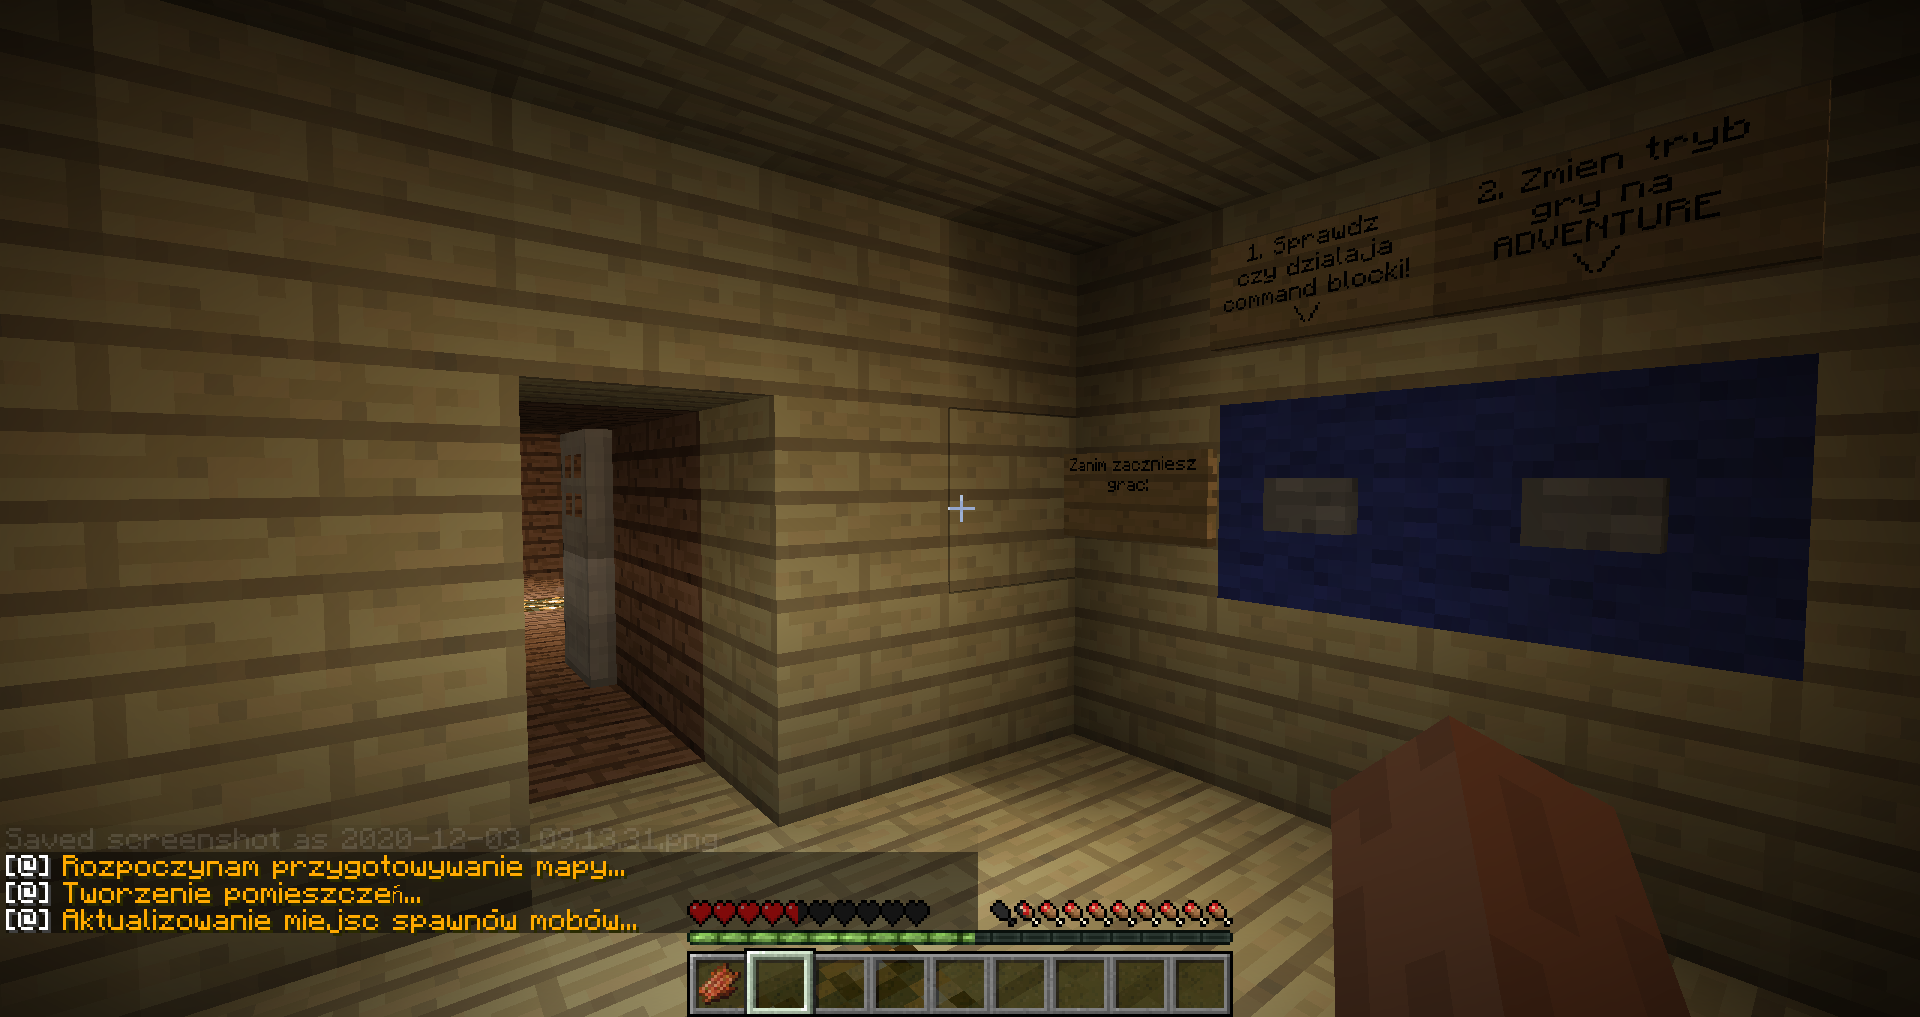 1. Sprawdz
czy dzialaja
command blocki!
\/
2. Zmien tryb
gry na
ADVENTURE
\/
Zanim zaczniesz
grac!
Saved screenshot as 2020-12-03_09.13.31.png
[@] Rozpoczynam przygotowywanie mapy...
[@] Tworzenie pomieszczeń...
[@] Aktualizowanie miejsc spawnów mobów...